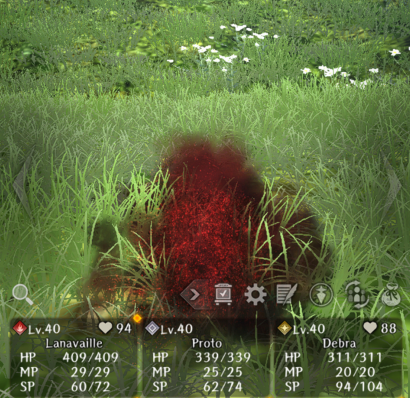 Lv.40 94 Lv.40 Lv.40 88
Lanavaille Proto Debra
HP 409/409 HP 339/339 HP 311/311
MP 29/29 MP 25/25 MP 20/20
SP 60/72 SP 62/74 SP 94/104